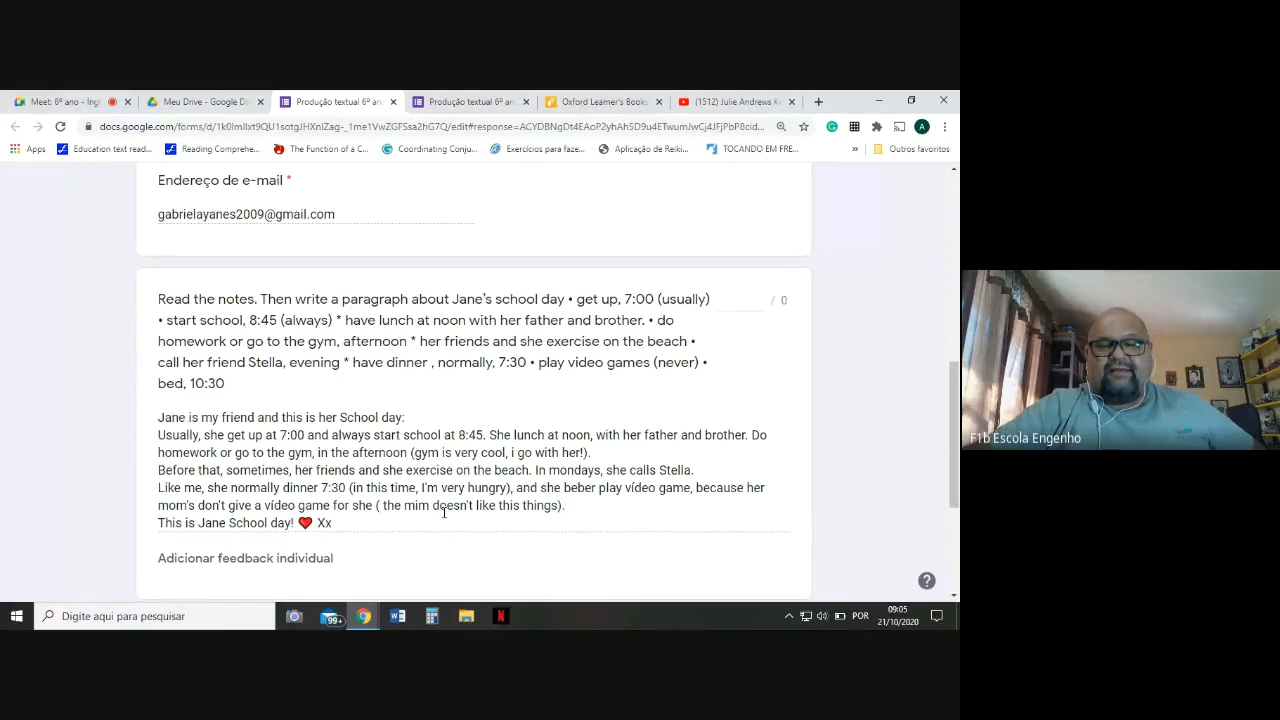 Meet: 6º ano - Ingl
Meu Drive - Google Dr
Produção textual 6º an
Produção textual 6º an
Oxford Learner's Books
(1512) Julie Andrews K
Apps
Education text read...
Reading Comprehe...
The Function of a C...
Coordinating Conju...
Exercícios para faze...
Aplicação de Reiki...
TOCANDO EM FRE...
Outros favoritos
Endereço de e-mail *
gabrielayanes2009@gmail.com
Read the notes. Then write a paragraph about Jane's school day • get up, 7:00 (usually)
/ 0
• start school, 8:45 (always) * have lunch at noon with her father and brother. • do
homework or go to the gym, afternoon * her friends and she exercise on the beach •
call her friend Stella, evening * have dinner , normally, 7:30 • play video games (never) •
bed, 10:30
Jane is my friend and this is her School day:
Usually, she get up at 7:00 and always start school at 8:45. She lunch at noon, with her father and brother. Do
homework or go to the gym, in the afternoon (gym is very cool, i go with her!).
Before that, sometimes, her friends and she exercise on the beach. In mondays, she calls Stella.
Like me, she normally dinner 7:30 (in this time, I'm very hungry), and she beber play vídeo game, because her
mom's don't give a vídeo game for she ( the mim doesn't like this things).
This is Jane School day! ❤ Xx
Adicionar feedback individual
F1b Escola Engenho
Digite aqui para pesquisar
99+
POR
09:05
21/10/2020